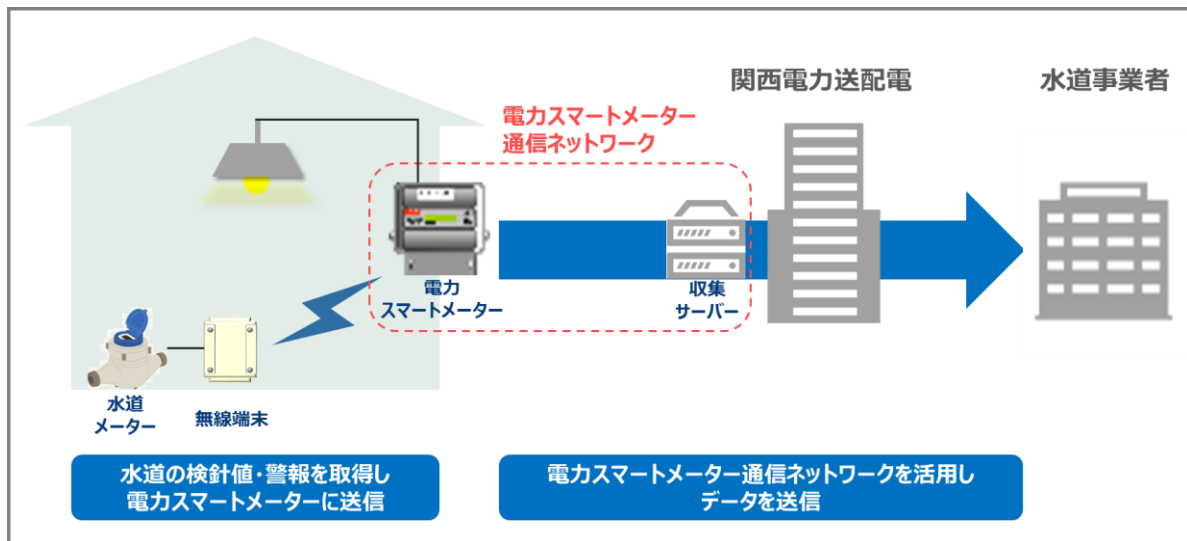 関西電力送配電
水道事業者
電力スマートメーター
通信ネットワーク
電力
スマートメーター
収集
サーバー
水道
メーター
無線端末
水道の検針値・警報を取得し
電力スマートメーターに送信
電力スマートメーター通信ネットワークを活用し
データを送信